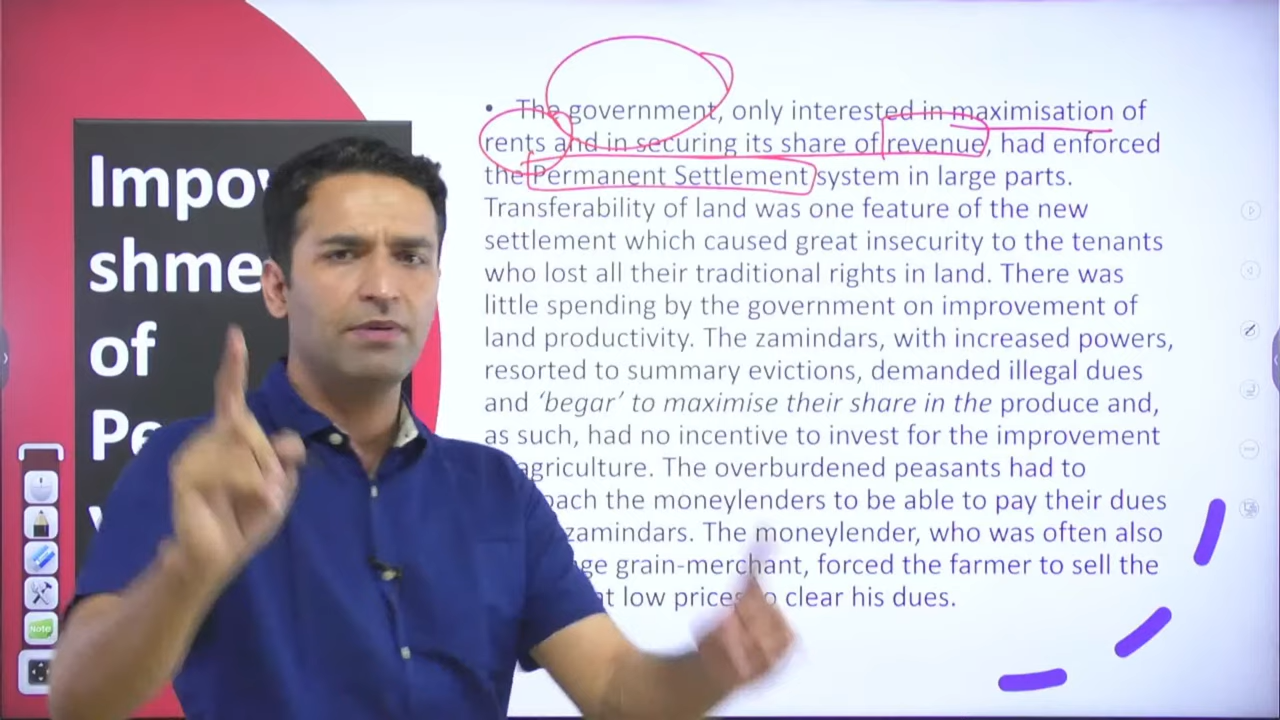 Impo
shme
of
Pe
• The government, only interested in maximisation of
rents and in securing its share of revenue, had enforced
the Permanent Settlement system in large parts.
Transferability of land was one feature of the new
settlement which caused great insecurity to the tenants
who lost all their traditional rights in land. There was
little spending by the government on improvement of
land productivity. The zamindars, with increased powers,
resorted to summary evictions, demanded illegal dues
and ‘begar’ to maximise their share in the produce and,
as such, had no incentive to invest for the improvement
agriculture. The overburdened peasants had to
the moneylenders to be able to pay their dues
zamindars. The moneylender, who was often also
grain-merchant, forced the farmer to sell the
low prices to clear his dues.
Note